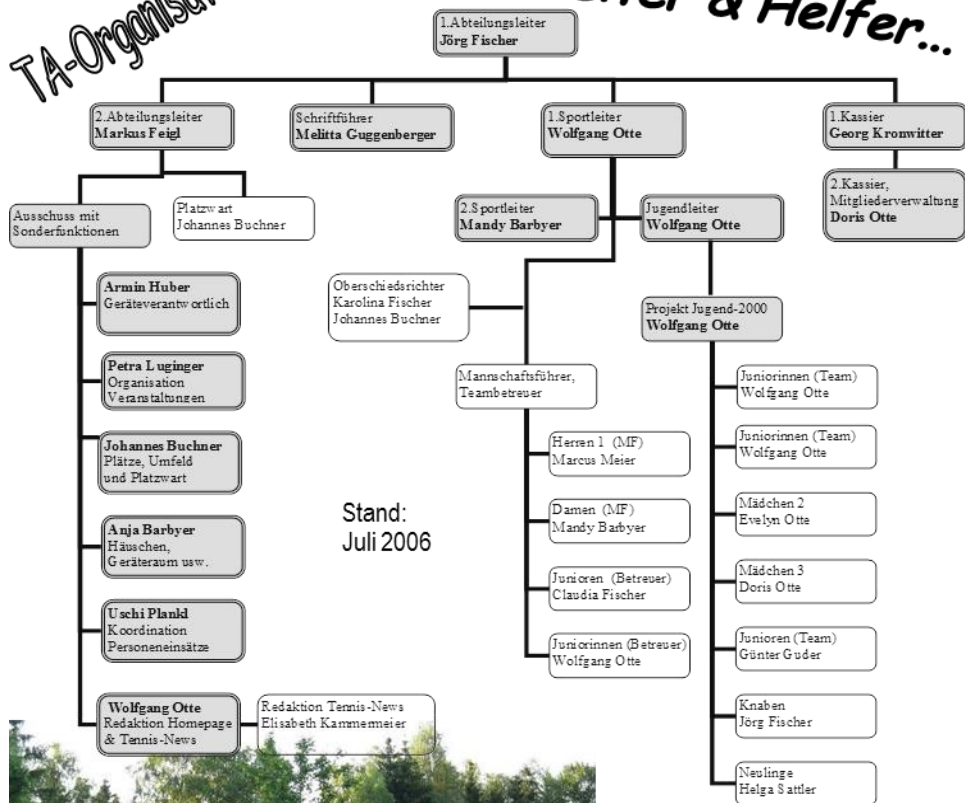 TA-Organisat
& Helfer...
1.Abteilungsleiter
Jörg Fischer
2.Abteilungsleiter
Markus Feigl
Schriftführer
Melitta Guggenberger
1.Sportleiter
Wolfgang Otte
1.Kassier
Georg Kronwitter
Ausschuss mit
Sonderfunktionen
Platzwart
Johannes Buchner
2.Sportleiter
Mandy Barbyer
Jugendleiter
Wolfgang Otte
2.Kassier,
Mitgliederverwaltung
Doris Otte
Armin Huber
Geräteverantwortlich
Petra Luginger
Organisation
Veranstaltungen
Johannes Buchner
Plätze, Umfeld
und Platzwart
Anja Barbyer
Häuschen,
Geräteraum usw.
Uschi Plankl
Koordination
Personeneinsätze
Wolfgang Otte
Redaktion Homepage
& Tennis-News
Redaktion Tennis-News
Elisabeth Kammermeier
Oberschiedsrichter
Karolina Fischer
Johannes Buchner
Mannschaftsführer,
Teambetreuer
Herren 1 (MF)
Marcus Meier
Damen (MF)
Mandy Barbyer
Junioren (Betreuer)
Claudia Fischer
Juniorinnen (Betreuer)
Wolfgang Otte
Stand:
Juli 2006
Projekt Jugend-2000
Wolfgang Otte
Juniorinnen (Team)
Wolfgang Otte
Juniorinnen (Team)
Wolfgang Otte
Mädchen 2
Evelyn Otte
Mädchen 3
Doris Otte
Junioren (Team)
Günter Guder
Knaben
Jörg Fischer
Neulinge
Helga Sattler